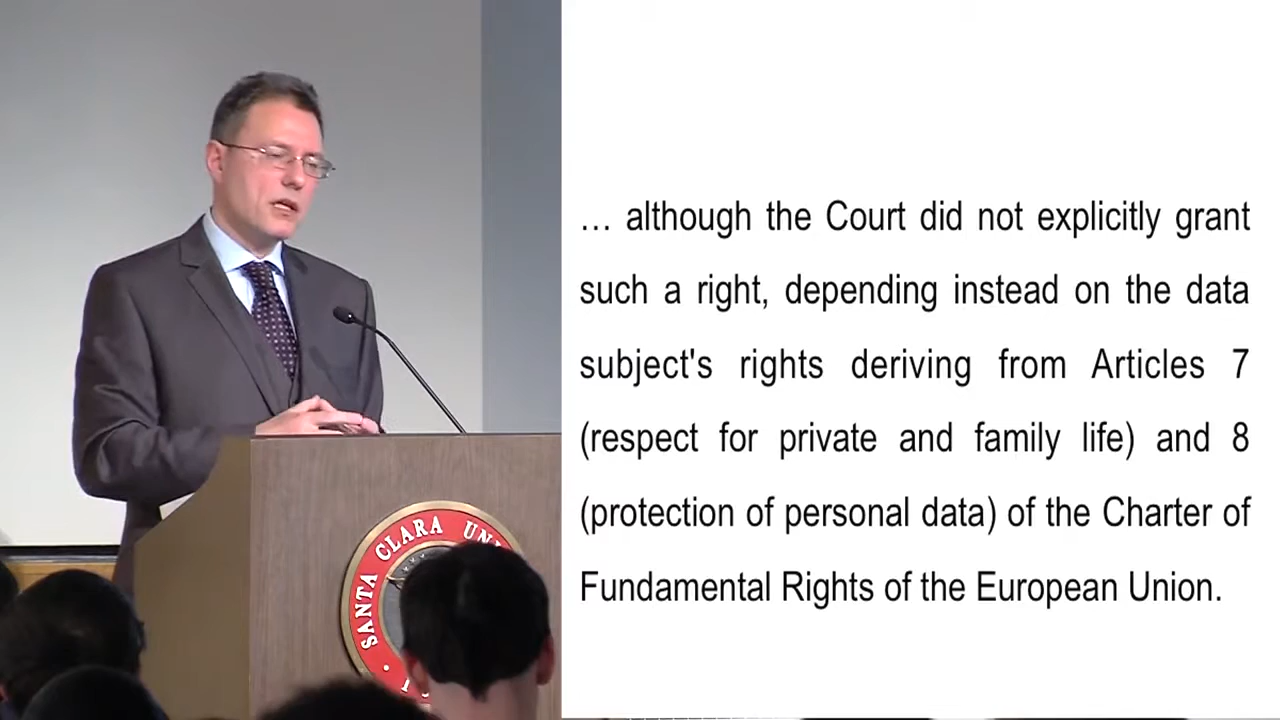 … although the Court did not explicitly grant
such a right, depending instead on the data
subject's rights deriving from Articles 7
(respect for private and family life) and 8
(protection of personal data) of the Charter of
Fundamental Rights of the European Union.
SANTA CLARA